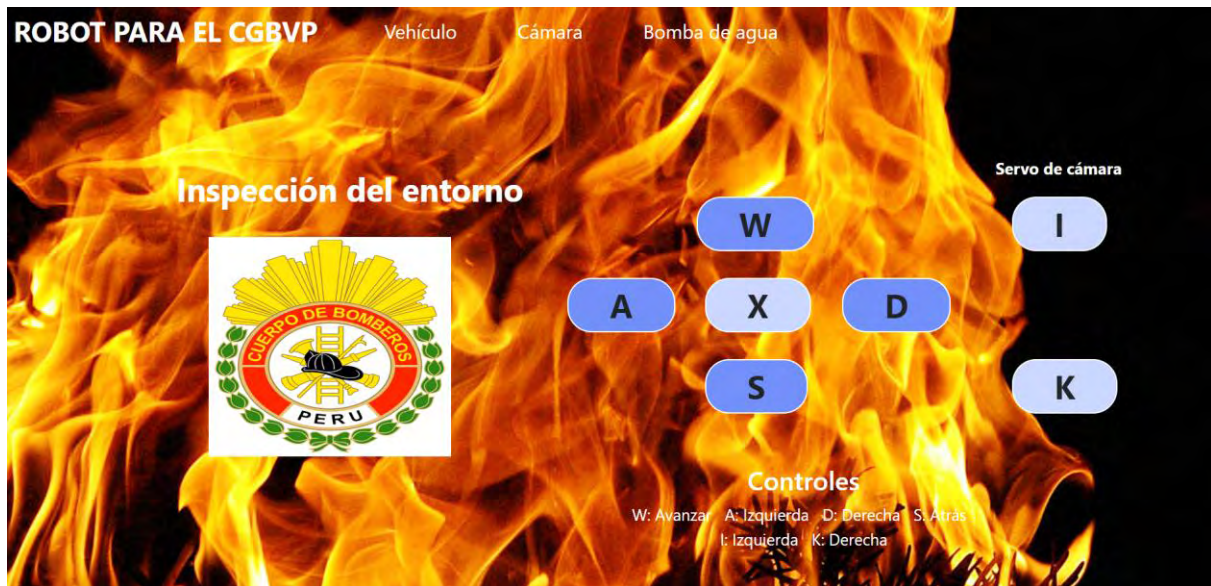 ROBOT PARA EL CGBVP Vehículo Cámara Bomba de agua
Inspección del entorno
CUERPO DE BOMBEROS
PERU
Servo de cámara
W
I
A X D
S
K
Controles
W: Avanzar A: Izquierda D: Derecha S: Atrás
I: Izquierda K: Derecha